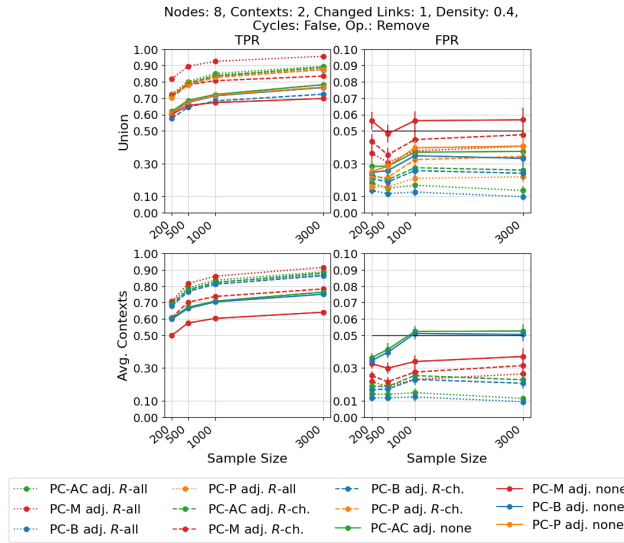 Nodes: 8, Contexts: 2, Changed Links: 1, Density: 0.4,
Cycles: False, Op.: Remove
TPR FPR
1.00 0.90 0.80 0.70 0.60 0.50 0.30 0.10 0.00
Union
200 500 1000 3000
0.10 0.09 0.08 0.07 0.06 0.05 0.03 0.01 0.00
200 500 1000 3000
1.00 0.90 0.80 0.70 0.60 0.50 0.30 0.10 0.00
Avg. Contexts
200 500 1000 3000
0.10 0.09 0.08 0.07 0.06 0.05 0.03 0.01 0.00
200 500 1000 3000
Sample Size Sample Size
PC-AC adj. R-all PC-P adj. R-all PC-B adj. R-ch. PC-M adj. none
PC-M adj. R-all PC-AC adj. R-ch. PC-P adj. R-ch. PC-B adj. none
PC-B adj. R-all PC-M adj. R-ch. PC-AC adj. none PC-P adj. none